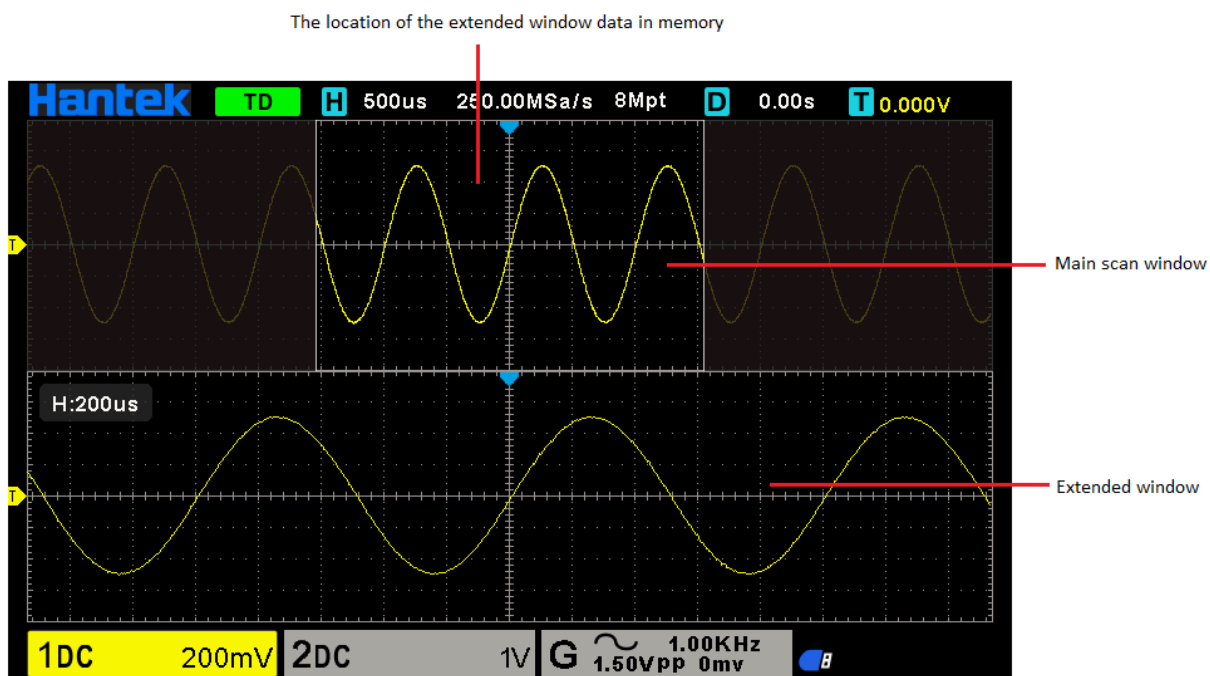 The location of the extended window data in memory
Hantek TD H 500us 250.00MSa/s 8Mpt D 0.00s T 0.000V
T
Main scan window
H:200us
T
Extended window
1DC 200mV 2DC 1V G 1.00KHz
1.50Vpp 0mv